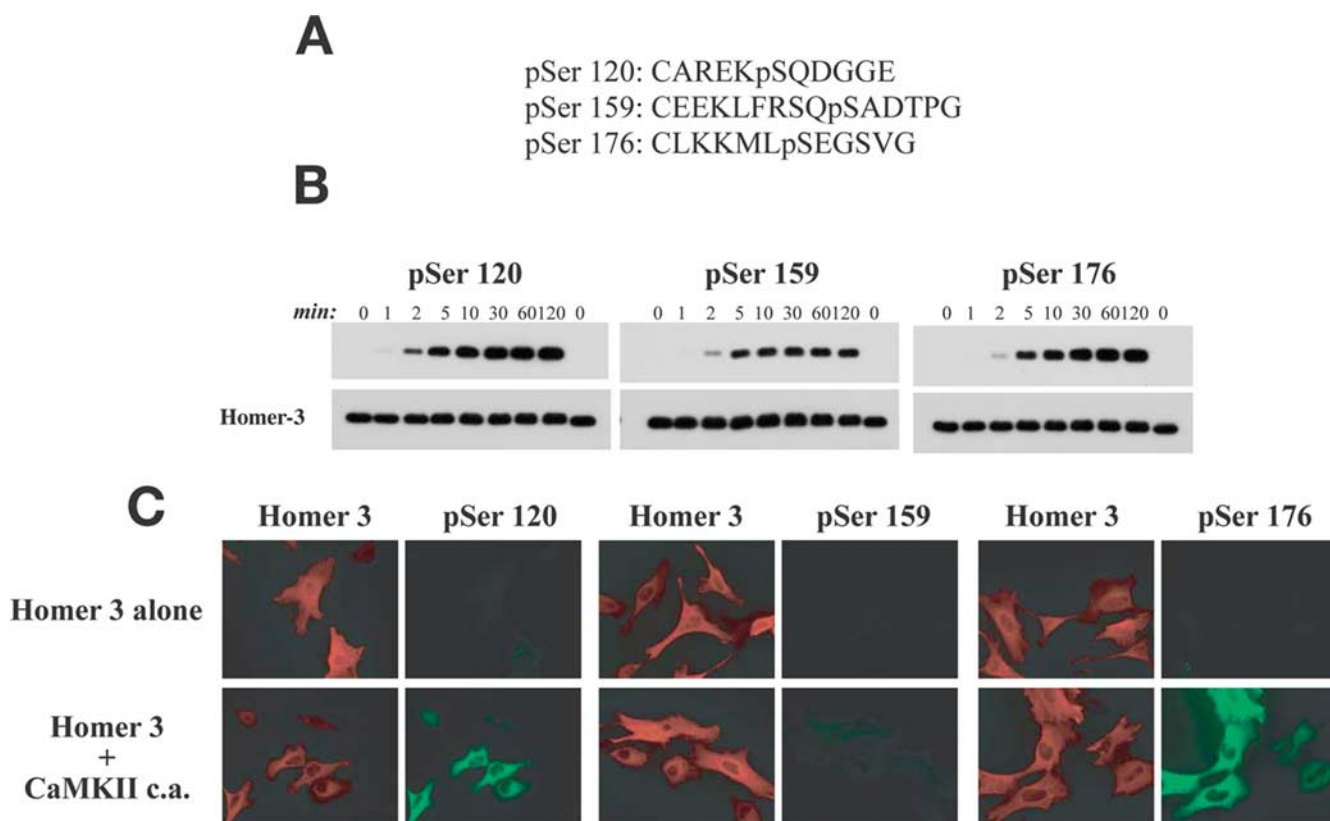 A
pSer 120: CAREKpSQDGGE
pSer 159: CEEKLFRSQpSADTPG
pSer 176: CLKKMLpSEGSVG
B
pSer 120 pSer 159 pSer 176
min: 0 1 2 5 10 30 60 120 0 0 1 2 5 10 30 60 120 0 0 1 2 5 10 30 60 120 0
Homer-3
C
Homer 3 pSer 120 Homer 3 pSer 159 Homer 3 pSer 176
Homer 3 alone
Homer 3
+
CaMKII c.a.